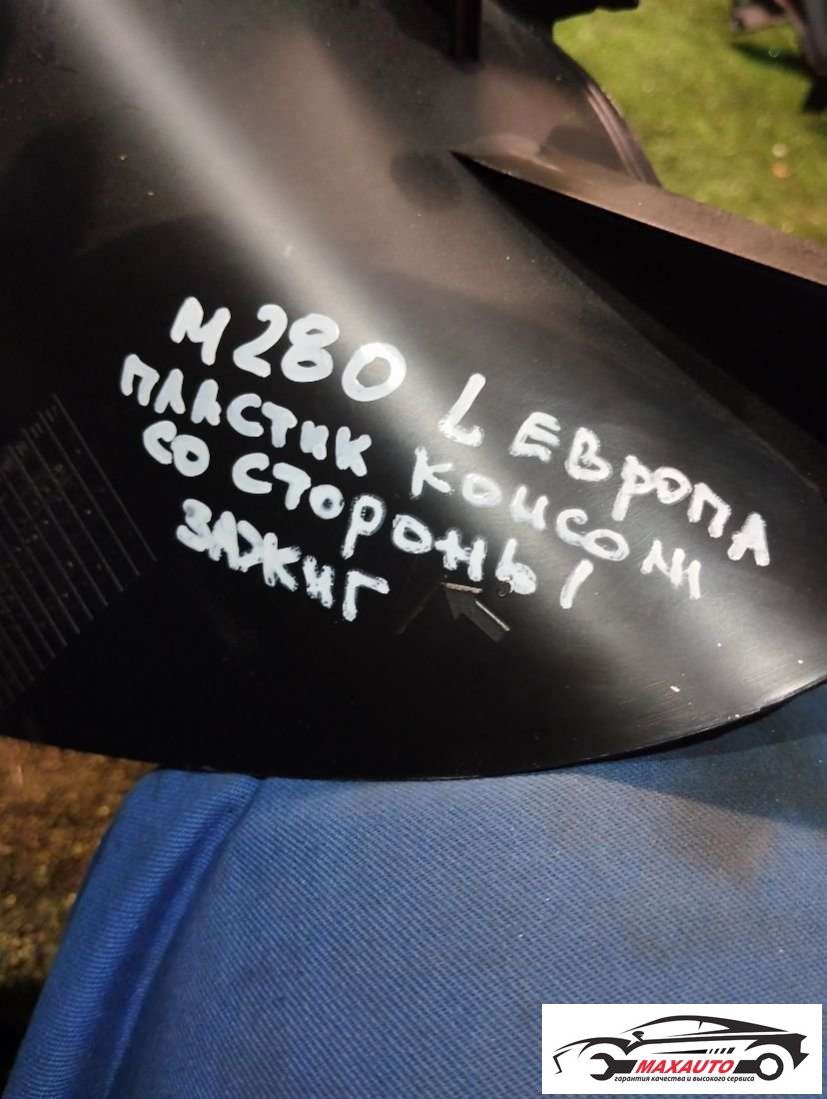 M280 L ЕВРОПА
ПЛАСТИК КОНСОЛИ
СО СТОРОНЫ
ЗАЖИГ
MAXAUTO
гарантия качества и высокого сервиса